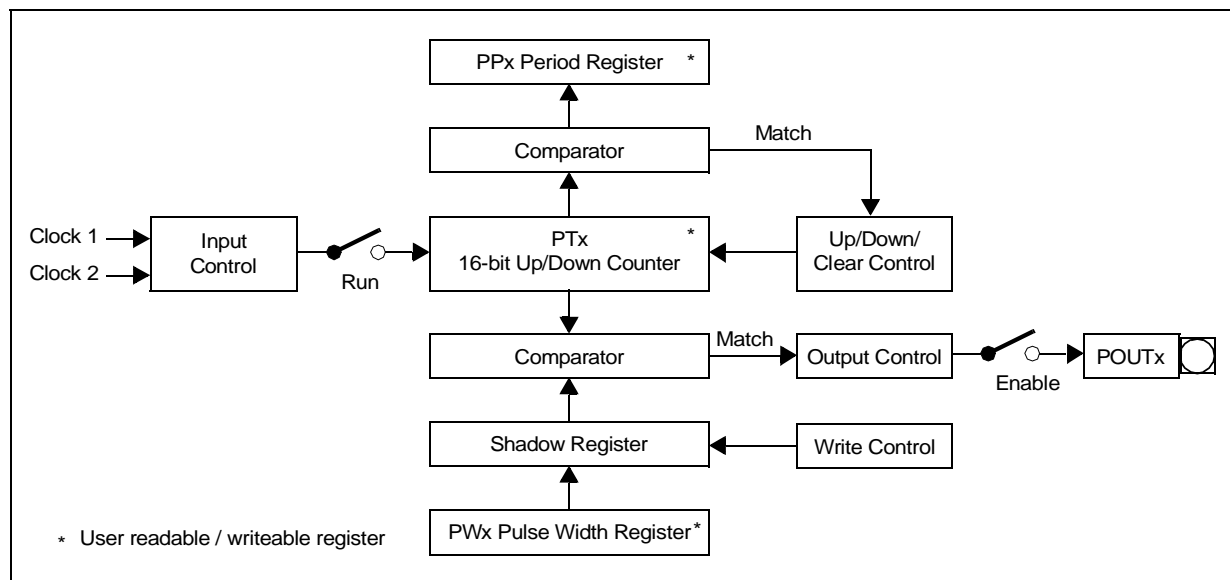 PPx Period Register *
Comparator
Match
Clock 1
Clock 2
Input
Control
Run
PTx *
16-bit Up/Down Counter
Up/Down/
Clear Control
Comparator
Match
Output Control
Enable
POUTx
Shadow Register
Write Control
PWx Pulse Width Register *
* User readable / writeable register